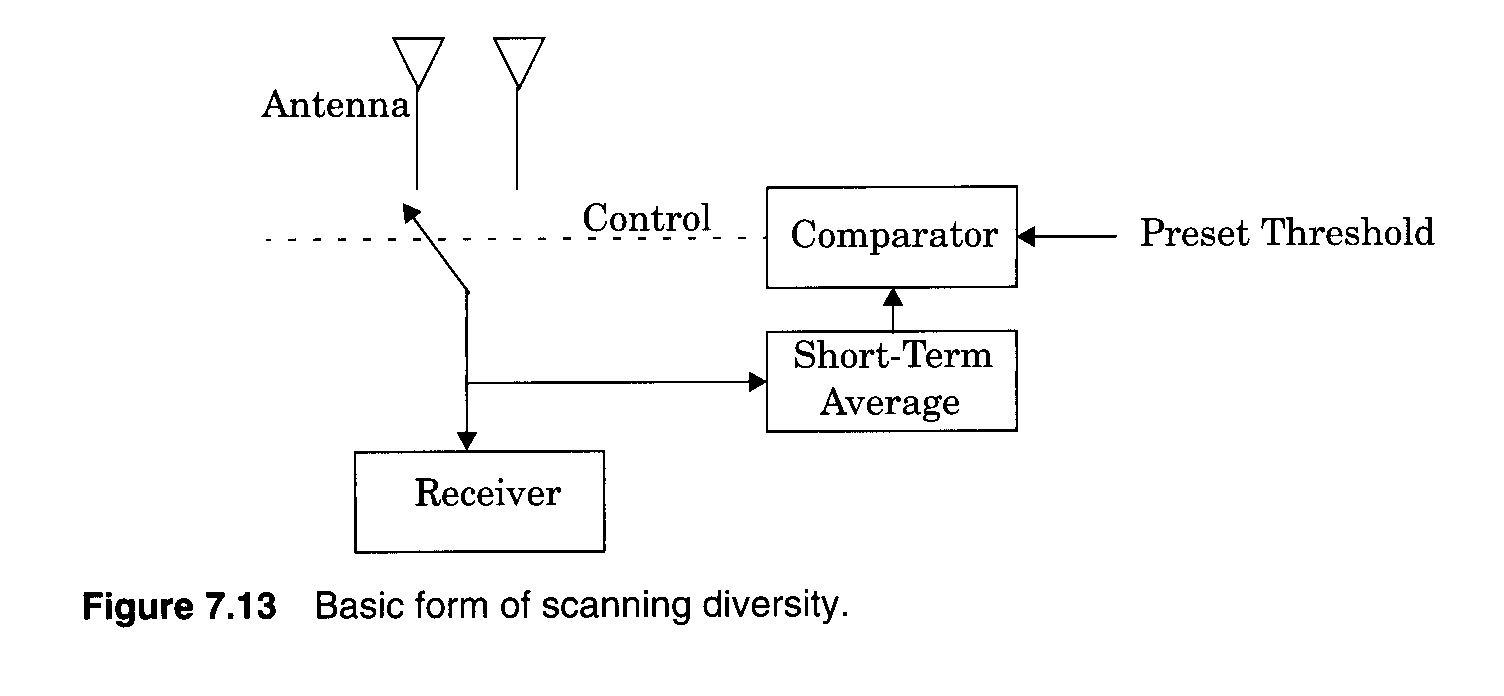 Antenna
Control
Comparator
Preset Threshold
Short-Term
Average
Receiver
Figure 7.13 Basic form of scanning diversity.